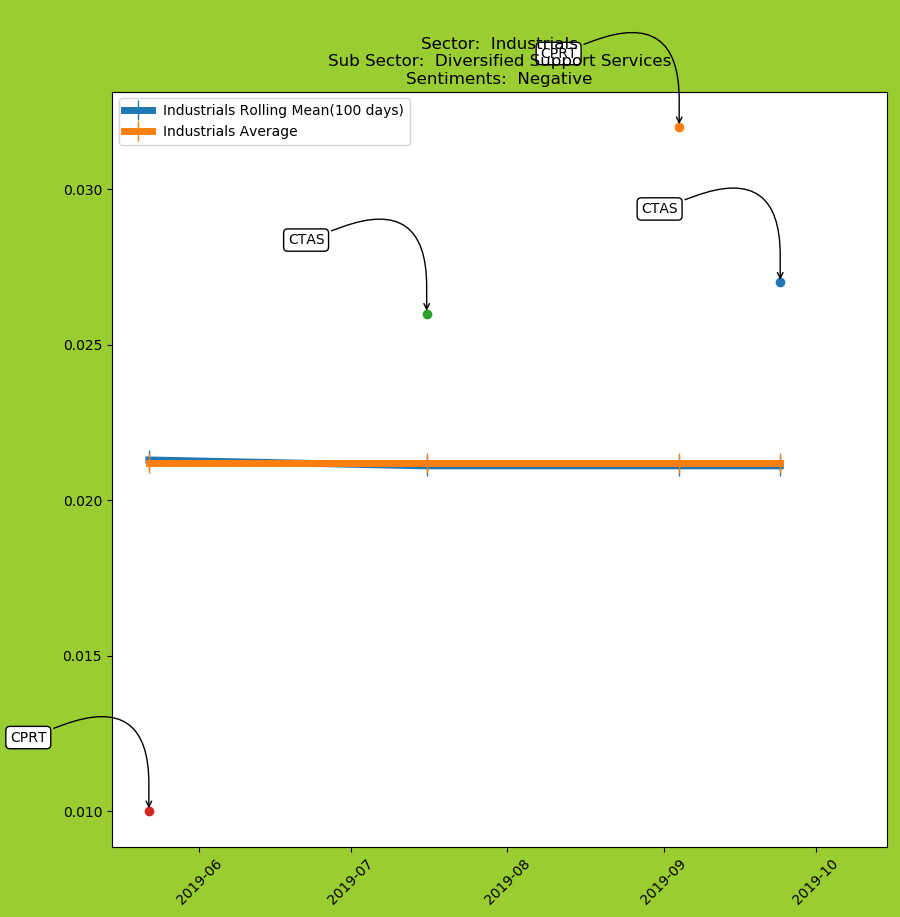 Sector:  Industrials
CPRT
Sub Sector:  Diversified Support Services
Sentiments:  Negative
Industrials Rolling Mean(100 days)
Industrials Average
0.030
CTAS
CTAS
0.025
0.020
0.015
CPRT
0.010
2019-06
2019-07
2019-08
2019-09
2019-10